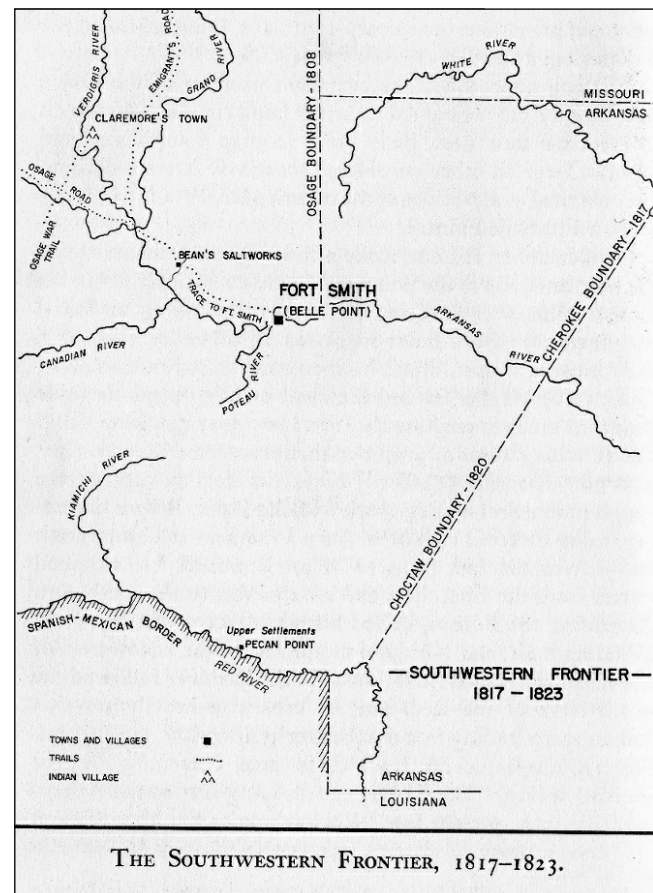 VERDIGRIS RIVER
EMIGRANT'S ROAD
GRAND RIVER
CLAREMORE'S TOWN
OSAGE BOUNDARY - 1808
WHITE RIVER
MISSOURI
ARKANSAS
OSAGE ROAD
OSAGE WAR TRAIL
BEAN'S SALTWORKS
TRACE TO FT. SMITH
FORT SMITH
(BELLE POINT)
ARKANSAS RIVER
CHEROKEE BOUNDARY - 1817
CANADIAN RIVER
POTEAU RIVER
KIAMICHI RIVER
CHOCTAW BOUNDARY - 1820
SPANISH-MEXICAN BORDER
Upper Settlements
PECAN POINT
RED RIVER
SOUTHWESTERN FRONTIER
1817 – 1823
TOWNS AND VILLAGES
TRAILS
INDIAN VILLAGE
ARKANSAS
LOUISIANA
THE SOUTHWESTERN FRONTIER, 1817–1823.